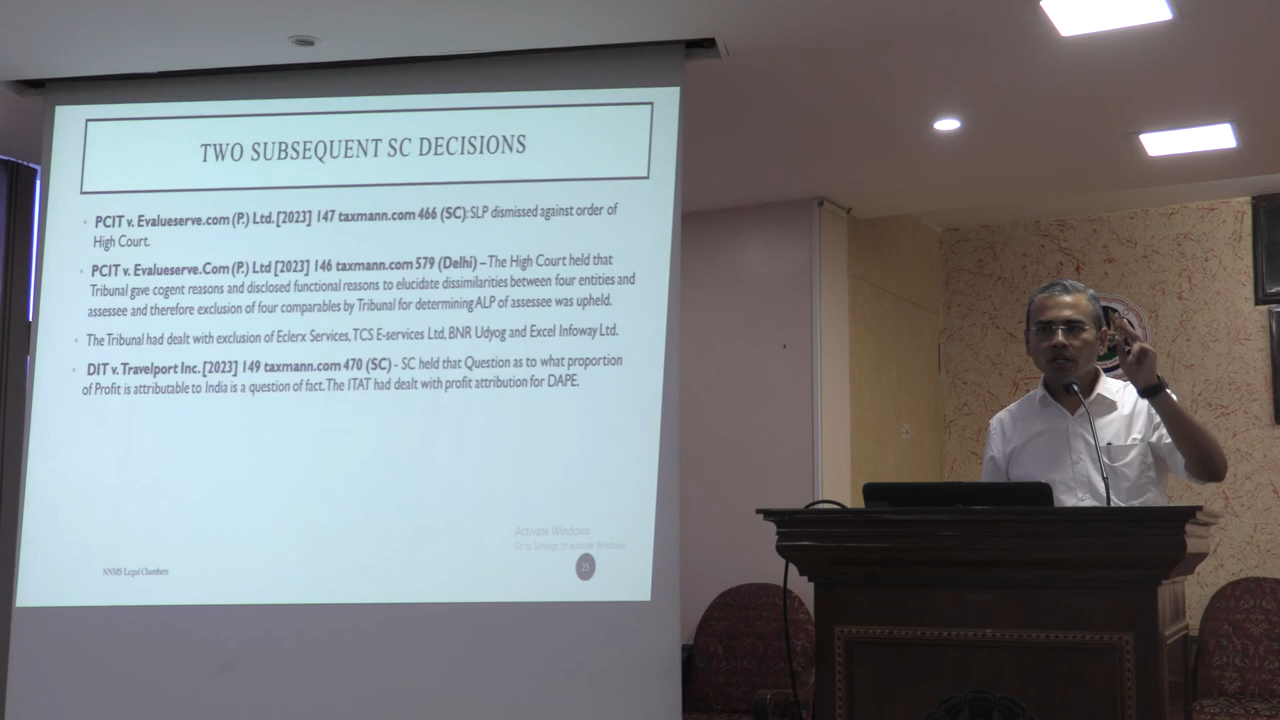 TWO SUBSEQUENT SC DECISIONS
• PCIT v. Evalueserve.com (P.) Ltd. [2023] 147 taxmann.com 466 (SC): SLP dismissed against order of
High Court.
• PCIT v. Evalueserve.Com (P.) Ltd [2023] 146 taxmann.com 579 (Delhi) – The High Court held that
Tribunal gave cogent reasons and disclosed functional reasons to elucidate dissimilarities between four entities and
assessee and therefore exclusion of four comparables by Tribunal for determining ALP of assessee was upheld.
• The Tribunal had dealt with exclusion of Eclerx Services, TCS E-services Ltd, BNR Udyog and Excel Infoway Ltd.
• DIT v. Travelport Inc. [2023] 149 taxmann.com 470 (SC) - SC held that Question as to what proportion
of Profit is attributable to India is a question of fact. The ITAT had dealt with profit attribution for DAPE.
Activate Windows
Go to Settings to activate Windows.
NNMS Legal Chambers
25